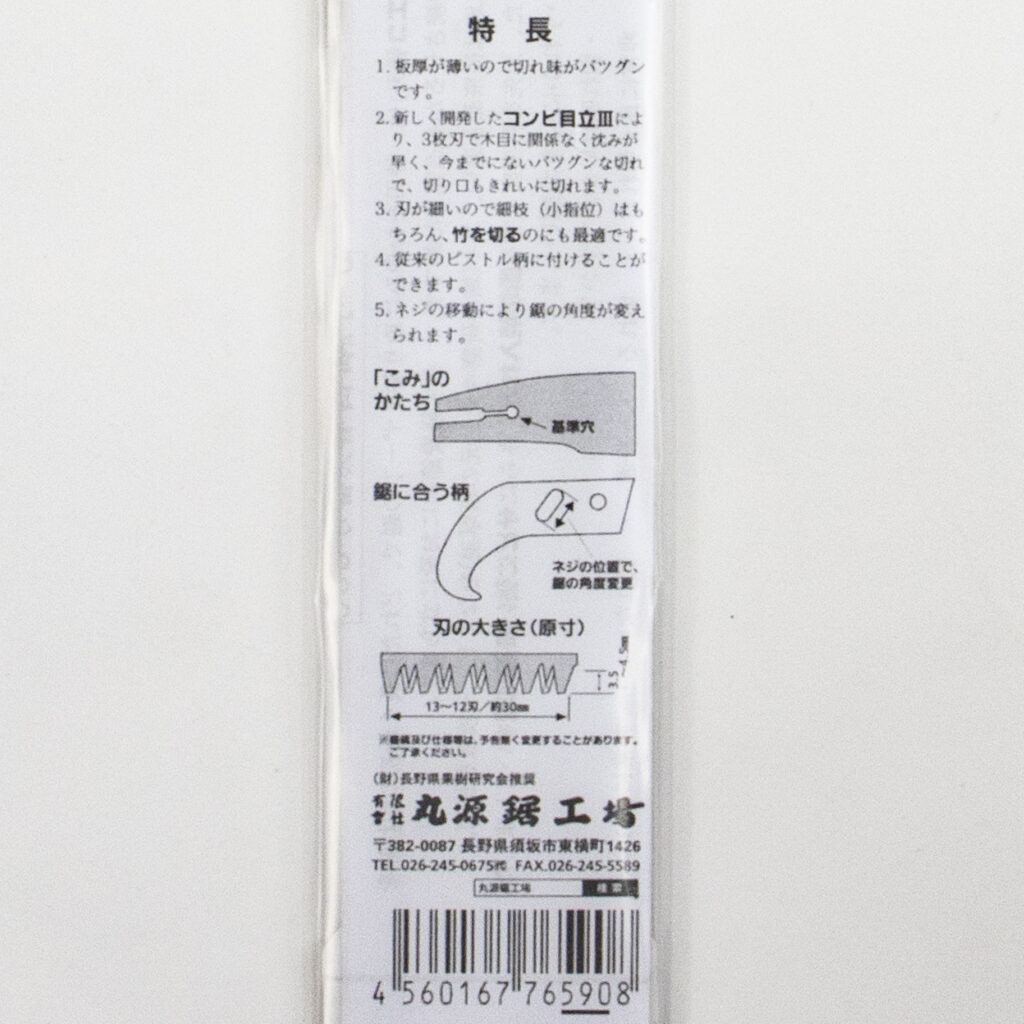 特長
1. 板厚が薄いので切れ味がバツグン
です。
2. 新しく開発したコンビ目立Ⅲによ
り、3枚刃で木目に関係なく沈みが
早く、今までにないバツグンな切れ
で、切り口もきれいに切れます。
3. 刃が細いので細枝（小指位）はも
ちろん、竹を切るのにも最適です。
4. 従来のピストル柄に付けることが
できます。
5. ネジの移動により鋸の角度が変え
られます。
「こみ」の
かたち
基準穴
鋸に合う柄
ネジの位置で、
鋸の角度変更
刃の大きさ（原寸）
3.5
13〜12刃／約30㎜
※機構及び仕様等は、予告無く変更することがあります。
ご了承ください。
（財）長野県果樹研究会推奨
有限会社 丸源鋸工場
〒382-0087 長野県須坂市東横町1426
TEL.026-245-0675㈹ FAX.026-245-5589
丸源鋸工場 検索
4 560167 765908